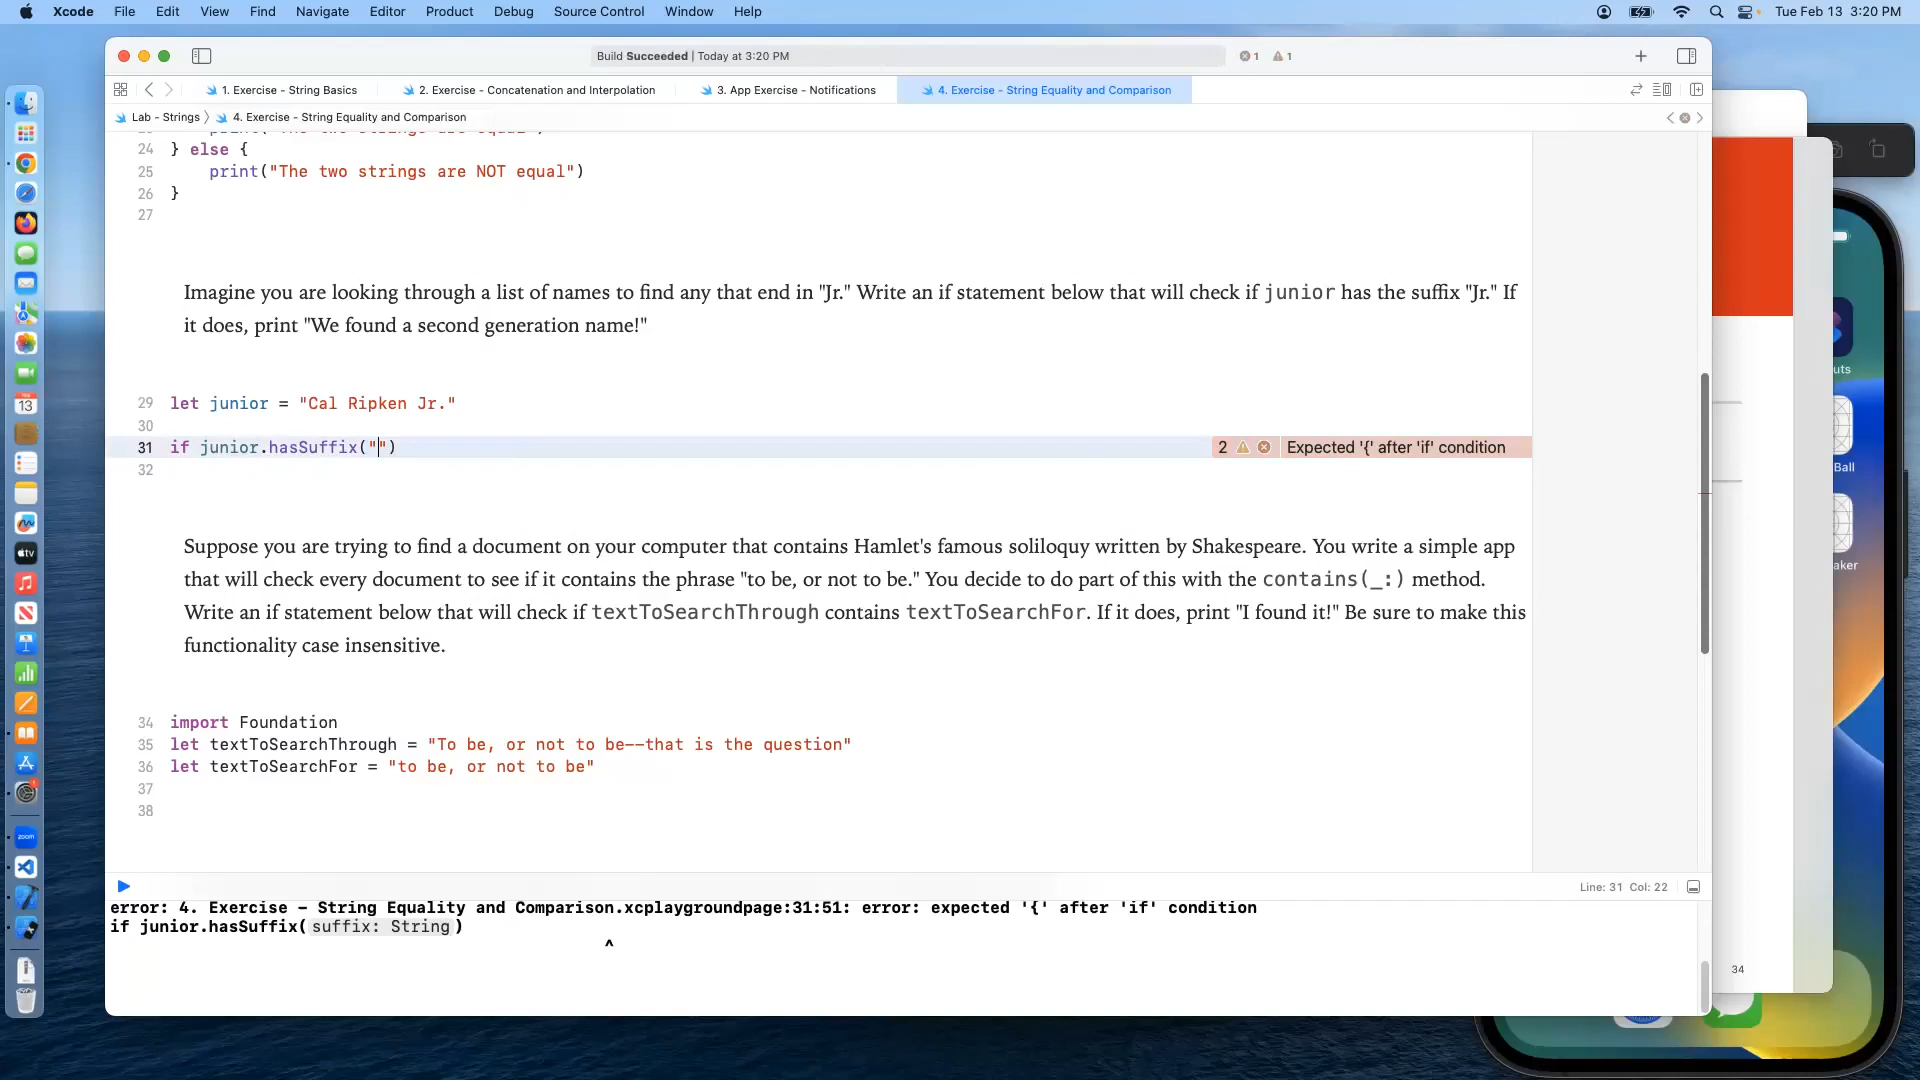 Xcode File Edit View Find Navigate Editor Product Debug Source Control Window Help Tue Feb 13 3:20 PM
Build Succeeded | Today at 3:20 PM 1 1
1. Exercise - String Basics 2. Exercise - Concatenation and Interpolation 3. App Exercise - Notifications 4. Exercise - String Equality and Comparison
Lab - Strings 4. Exercise - String Equality and Comparison
24 } else {
25 print("The two strings are NOT equal")
26 }
27
Imagine you are looking through a list of names to find any that end in "Jr." Write an if statement below that will check if junior has the suffix "Jr." If
it does, print "We found a second generation name!"
29 let junior = "Cal Ripken Jr."
30
31 if junior.hasSuffix("") 2 Expected '{' after 'if' condition
32
Suppose you are trying to find a document on your computer that contains Hamlet's famous soliloquy written by Shakespeare. You write a simple app
that will check every document to see if it contains the phrase "to be, or not to be." You decide to do part of this with the contains(_:) method.
Write an if statement below that will check if textToSearchThrough contains textToSearchFor. If it does, print "I found it!" Be sure to make this
functionality case insensitive.
34 import Foundation
35 let textToSearchThrough = "To be, or not to be--that is the question"
36 let textToSearchFor = "to be, or not to be"
37
38
Line: 31 Col: 22
error: 4. Exercise - String Equality and Comparison.xcplaygroundpage:31:51: error: expected '{' after 'if' condition
if junior.hasSuffix(suffix: String)
^
uts
Ball
aker
34
13
tv
zoom